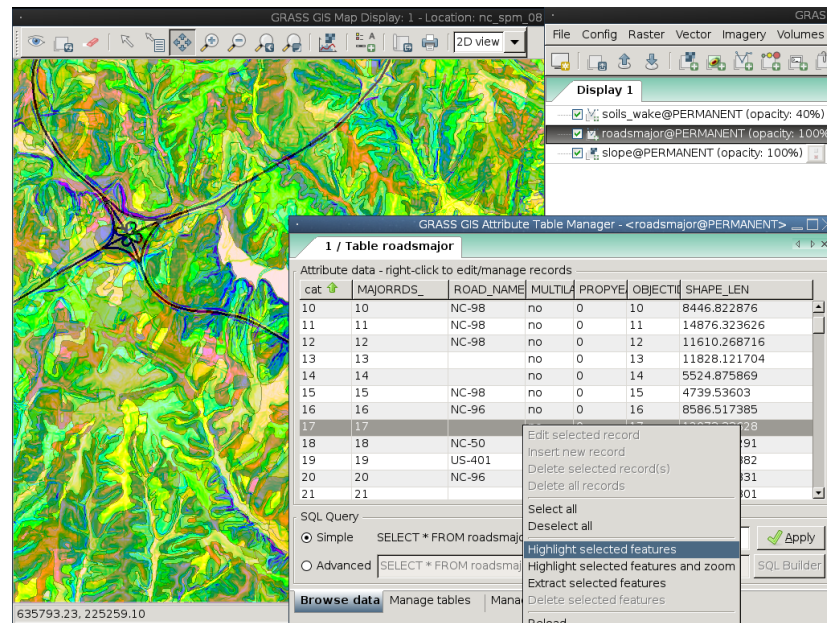 GRASS GIS Map Display: 1 - Location: nc_spm_08
GRAS
2D view
File Config Raster Vector Imagery Volumes
Display 1
soils_wake@PERMANENT (opacity: 40%)
roadsmajor@PERMANENT (opacity: 100%
slope@PERMANENT (opacity: 100%)
GRASS GIS Attribute Table Manager - <roadsmajor@PERMANENT>
1 / Table roadsmajor
Attribute data - right-click to edit/manage records
cat MAJORRDS_ ROAD_NAME MULTILA PROPYE OBJECTID SHAPE_LEN
10 10 NC-98 no 0 10 8446.822876
11 11 NC-98 no 0 11 14876.323626
12 12 NC-98 no 0 12 11610.268716
13 13 no 0 13 11828.121704
14 14 no 0 14 5524.875869
15 15 NC-98 no 0 15 4739.53603
16 16 NC-96 no 0 16 8586.517385
17 17
18 18 NC-50 291
19 19 US-401 382
20 20 NC-96 331
21 21 301
Edit selected record
Insert new record
Delete selected record(s)
Delete all records
Select all
Deselect all
Highlight selected features
Highlight selected features and zoom
Extract selected features
Delete selected features
Reload
SQL Query
Simple SELECT * FROM roadsmajo
Apply
Advanced SELECT * FROM roadsmaj
SQL Builder
Browse data Manage tables Mana
635793.23, 225259.10